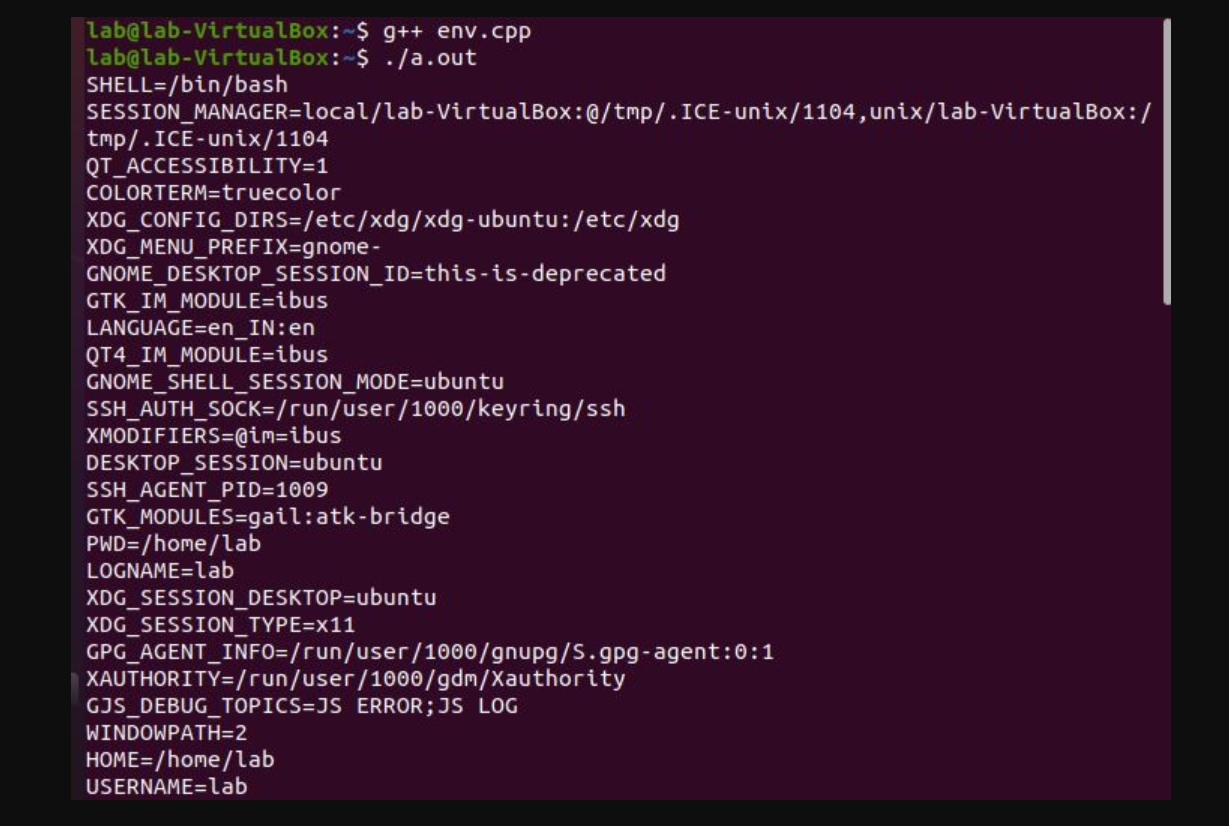 lab@lab-VirtualBox:~$ g++ env.cpp
lab@lab-VirtualBox:~$ ./a.out
SHELL=/bin/bash
SESSION_MANAGER=local/lab-VirtualBox:@/tmp/.ICE-unix/1104,unix/lab-VirtualBox:/
tmp/.ICE-unix/1104
QT_ACCESSIBILITY=1
COLORTERM=truecolor
XDG_CONFIG_DIRS=/etc/xdg/xdg-ubuntu:/etc/xdg
XDG_MENU_PREFIX=gnome-
GNOME_DESKTOP_SESSION_ID=this-is-deprecated
GTK_IM_MODULE=ibus
LANGUAGE=en_IN:en
QT4_IM_MODULE=ibus
GNOME_SHELL_SESSION_MODE=ubuntu
SSH_AUTH_SOCK=/run/user/1000/keyring/ssh
XMODIFIERS=@im=ibus
DESKTOP_SESSION=ubuntu
SSH_AGENT_PID=1009
GTK_MODULES=gail:atk-bridge
PWD=/home/lab
LOGNAME=lab
XDG_SESSION_DESKTOP=ubuntu
XDG_SESSION_TYPE=x11
GPG_AGENT_INFO=/run/user/1000/gnupg/S.gpg-agent:0:1
XAUTHORITY=/run/user/1000/gdm/Xauthority
GJS_DEBUG_TOPICS=JS ERROR;JS LOG
WINDOWPATH=2
HOME=/home/lab
USERNAME=lab